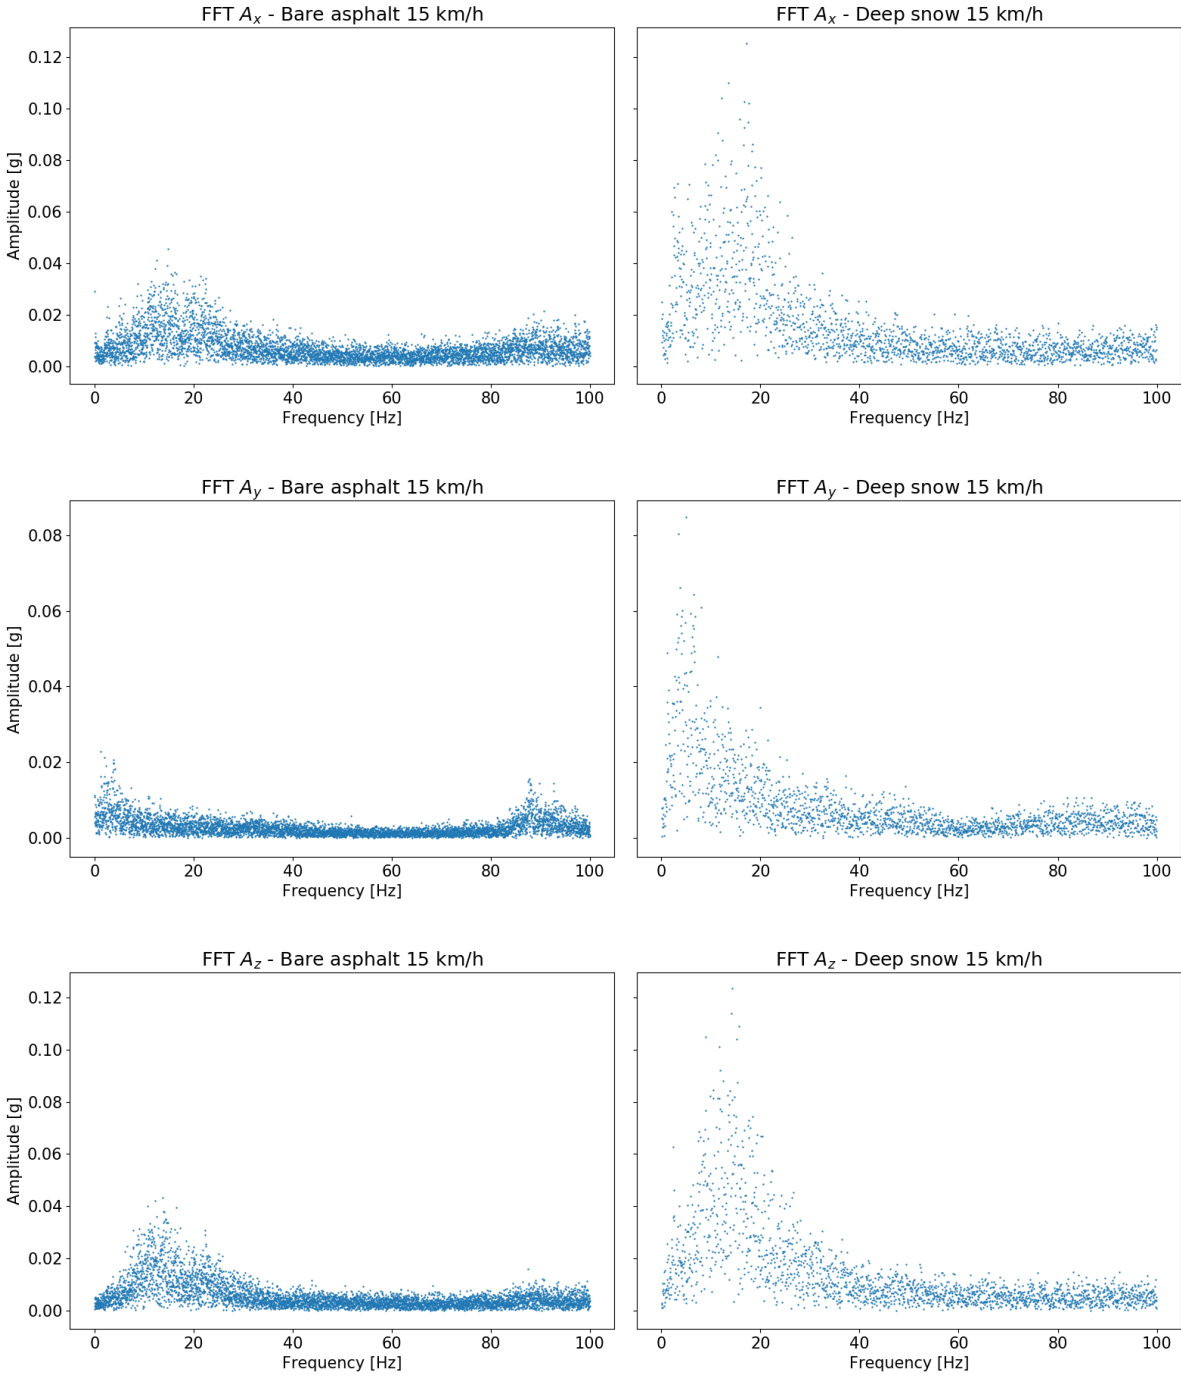 FFT A_x - Bare asphalt 15 km/h
FFT A_x - Deep snow 15 km/h
Amplitude [g]
0.12
0.10
0.08
0.06
0.04
0.02
0.00
0 20 40 60 80 100
0 20 40 60 80 100
Frequency [Hz]
Frequency [Hz]
FFT A_y - Bare asphalt 15 km/h
FFT A_y - Deep snow 15 km/h
Amplitude [g]
0.08
0.06
0.04
0.02
0.00
0 20 40 60 80 100
0 20 40 60 80 100
Frequency [Hz]
Frequency [Hz]
FFT A_z - Bare asphalt 15 km/h
FFT A_z - Deep snow 15 km/h
Amplitude [g]
0.12
0.10
0.08
0.06
0.04
0.02
0.00
0 20 40 60 80 100
0 20 40 60 80 100
Frequency [Hz]
Frequency [Hz]